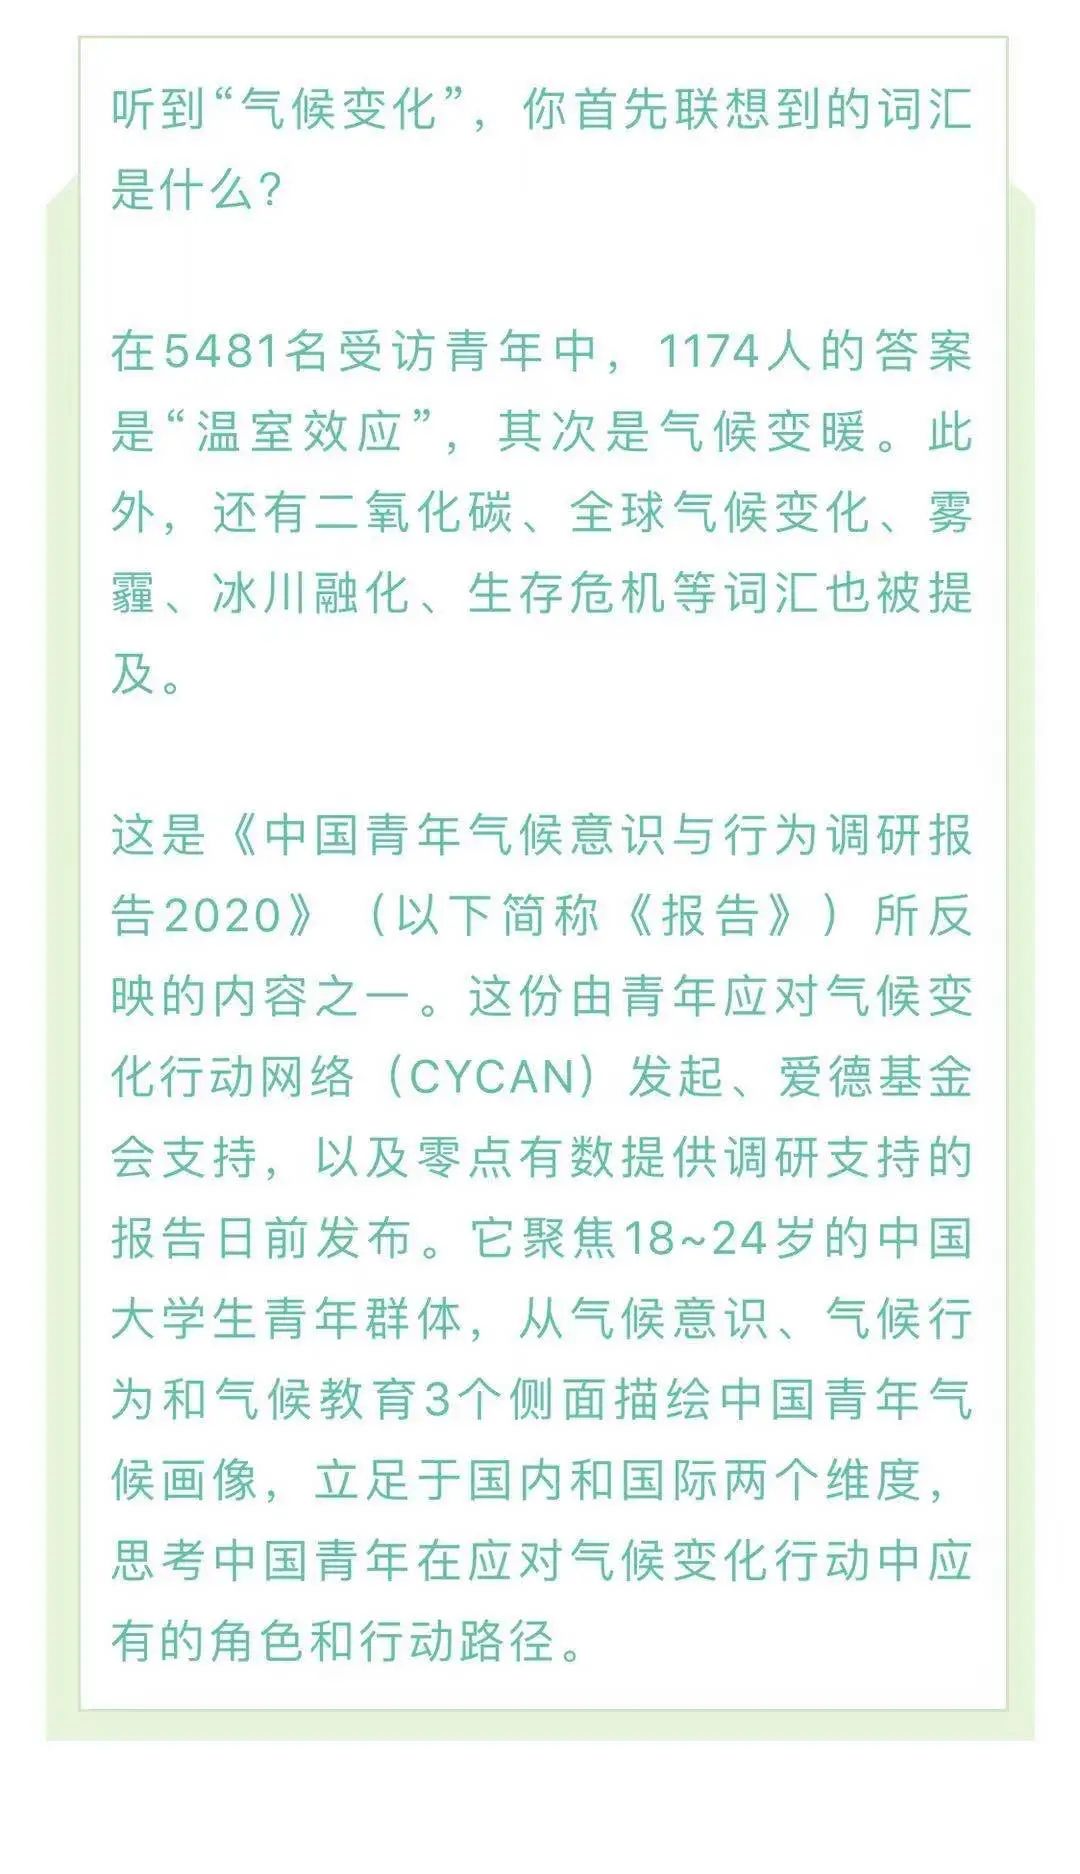 听到“气候变化”，你首先联想到的词汇
是什么？
在5481名受访青年中，1174人的答案
是“温室效应”，其次是气候变暖。此
外，还有二氧化碳、全球气候变化、雾
霾、冰川融化、生存危机等词汇也被提
及。
这是《中国青年气候意识与行为调研报
告2020》（以下简称《报告》）所反
映的内容之一。这份由青年应对气候变
化行动网络（CYCAN）发起、爱德基金
会支持，以及零点有数提供调研支持的
报告日前发布。它聚焦18~24岁的中国
大学生青年群体，从气候意识、气候行
为和气候教育3个侧面描绘中国青年气
候画像，立足于国内和国际两个维度，
思考中国青年在应对气候变化行动中应
有的角色和行动路径。